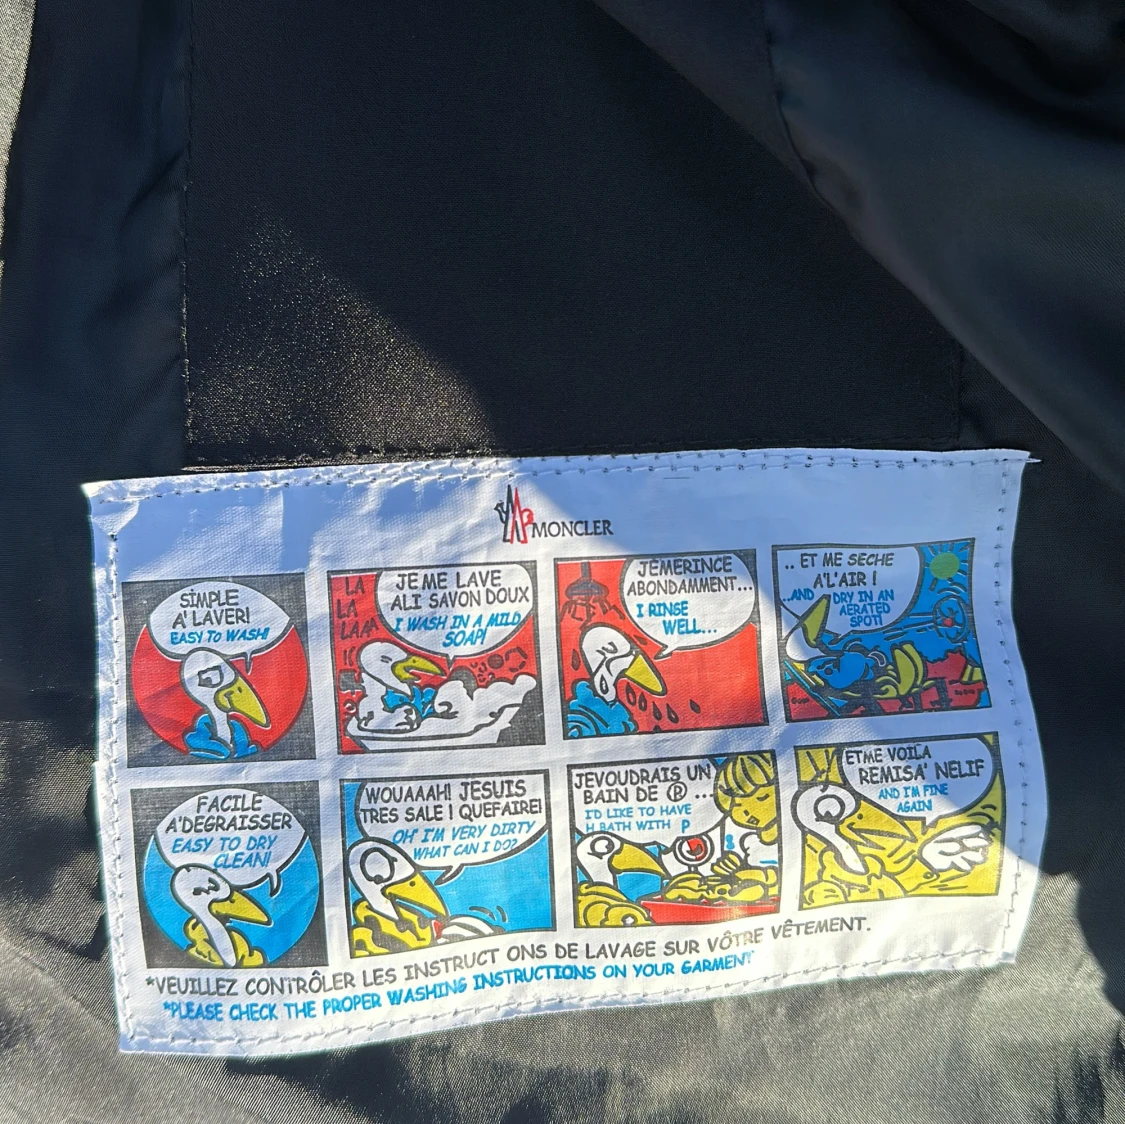 MONCLER
SIMPLE
A' LAVER!
EASY TO WASH!
LA
LA
LAAA
JE ME LAVE
ALI SAVON DOUX
I WASH IN A MILD
SOAP!
JEMERINCE
ABONDAMMENT...
I RINSE
WELL...
.. ET ME SECHE
A'L'AIR !
...AND DRY IN AN
AERATED
SPOT!
FACILE
A'DEGRAISSER
EASY TO DRY
CLEAN!
WOUAAAH! JESUIS
TRES SALE ! QUEFAIRE!
OH' I'M VERY DIRTY
WHAT CAN I DO?
JEVOUDRAIS UN
BAIN DE Ⓡ ...
I'D LIKE TO HAVE
H BATH WITH P
ETME VOILA
REMISA' NELIF
AND I'M FINE
AGAIN!
*VEUILLEZ CONTRÔLER LES INSTRUCT ONS DE LAVAGE SUR VÔTRE VÊTEMENT.
*PLEASE CHECK THE PROPER WASHING INSTRUCTIONS ON YOUR GARMENT